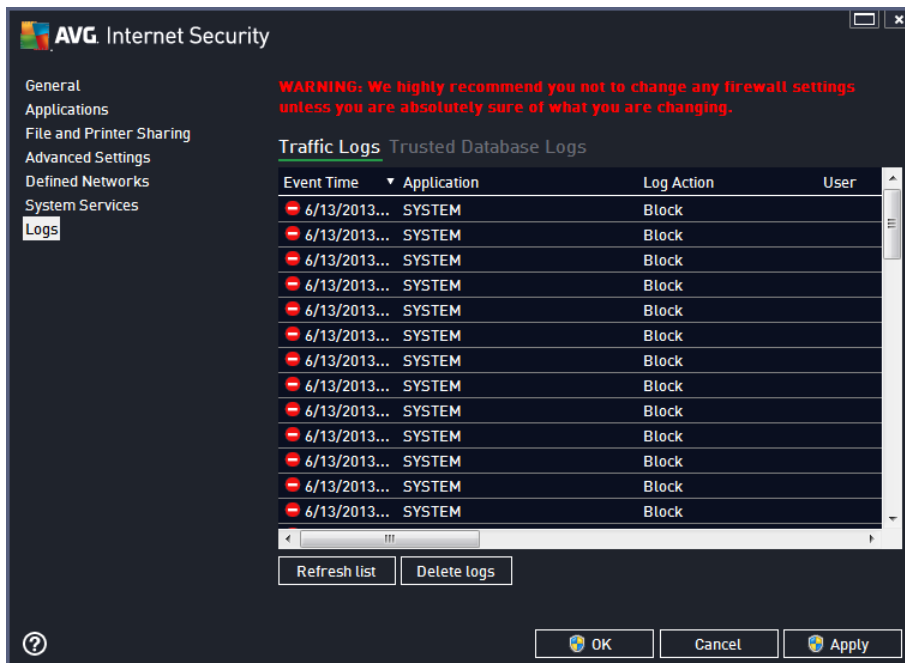 AVG. Internet Security
General
Applications
File and Printer Sharing
Advanced Settings
Defined Networks
System Services
Logs
WARNING: We highly recommend you not to change any firewall settings
unless you are absolutely sure of what you are changing.
Traffic Logs Trusted Database Logs
Event Time Application Log Action User
6/13/2013... SYSTEM Block
6/13/2013... SYSTEM Block
6/13/2013... SYSTEM Block
6/13/2013... SYSTEM Block
6/13/2013... SYSTEM Block
6/13/2013... SYSTEM Block
6/13/2013... SYSTEM Block
6/13/2013... SYSTEM Block
6/13/2013... SYSTEM Block
6/13/2013... SYSTEM Block
6/13/2013... SYSTEM Block
6/13/2013... SYSTEM Block
6/13/2013... SYSTEM Block
Refresh list Delete logs
? OK Cancel Apply